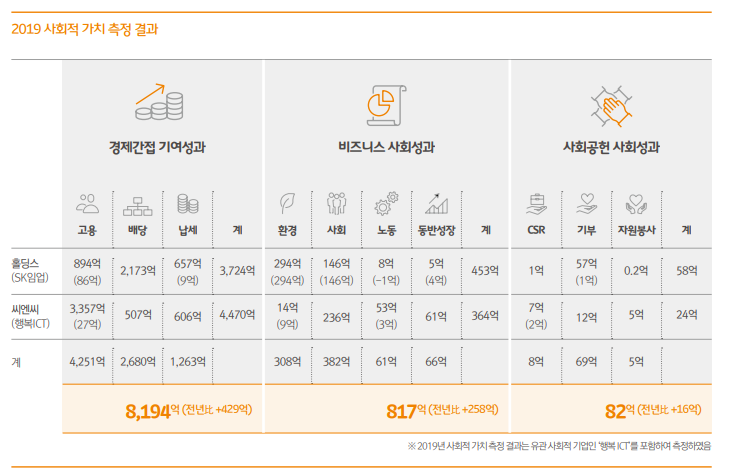 2019 사회적 가치 측정 결과
경제간접 기여성과 비즈니스 사회성과 사회공헌 사회성과
고용 배당 납세 계 환경 사회 노동 동반성장 계 CSR 기부 자원봉사 계
홀딩스 894억 2,173억 657억 3,724억 294억 146억 8억 5억 453억 1억 57억 0.2억 58억
(SK임업) (86억) (9억) (294억) (146억) (-1억) (4억) (1억)
씨엔씨 3,357억 507억 606억 4,470억 14억 236억 53억 61억 364억 7억 12억 5억 24억
(행복ICT) (27억) (9억) (3억) (2억)
계 4,251억 2,680억 1,263억 308억 382억 61억 66억 8억 69억 5억
8,194억 (전년比 +429억) 817억 (전년比 +258억) 82억 (전년比 +16억)
※ 2019년 사회적 가치 측정 결과는 유관 사회적 기업인 '행복 ICT'를 포함하여 측정하였음